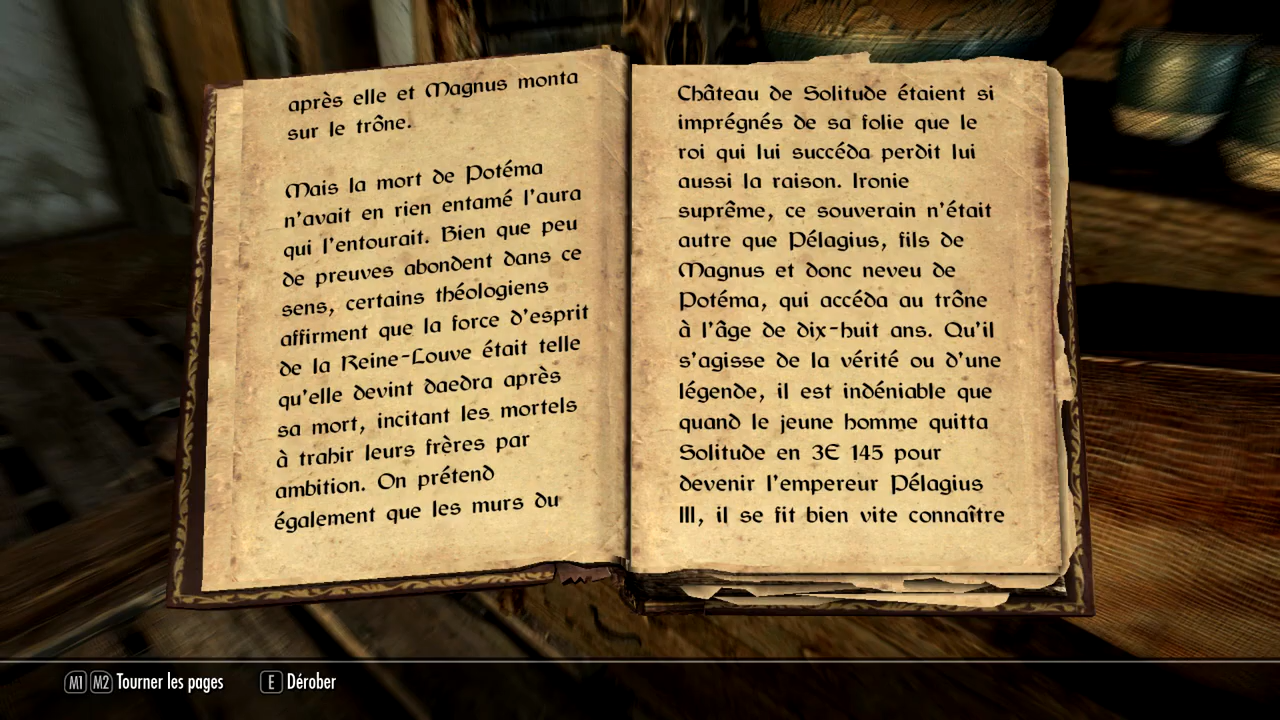 après elle et Magnus monta
sur le trône.
Mais la mort de Potéma
n'avait en rien entamé l'aura
qui l'entourait. Bien que peu
de preuves abondent dans ce
sens, certains théologiens
affirment que la force d'esprit
de la Reine-Louve était telle
qu'elle devint daedra après
sa mort, incitant les mortels
à trahir leurs frères par
ambition. On prétend
également que les murs du
Château de Solitude étaient si
imprégnés de sa folie que le
roi qui lui succéda perdit lui
aussi la raison. Ironie
suprême, ce souverain n'était
autre que Pélagius, fils de
Magnus et donc neveu de
Potéma, qui accéda au trône
à l'âge de dix-huit ans. Qu'il
s'agisse de la vérité ou d'une
légende, il est indéniable que
quand le jeune homme quitta
Solitude en 3E 145 pour
devenir l'empereur Pélagius
III, il se fit bien vite connaître
M1 M2 Tourner les pages E Dérober